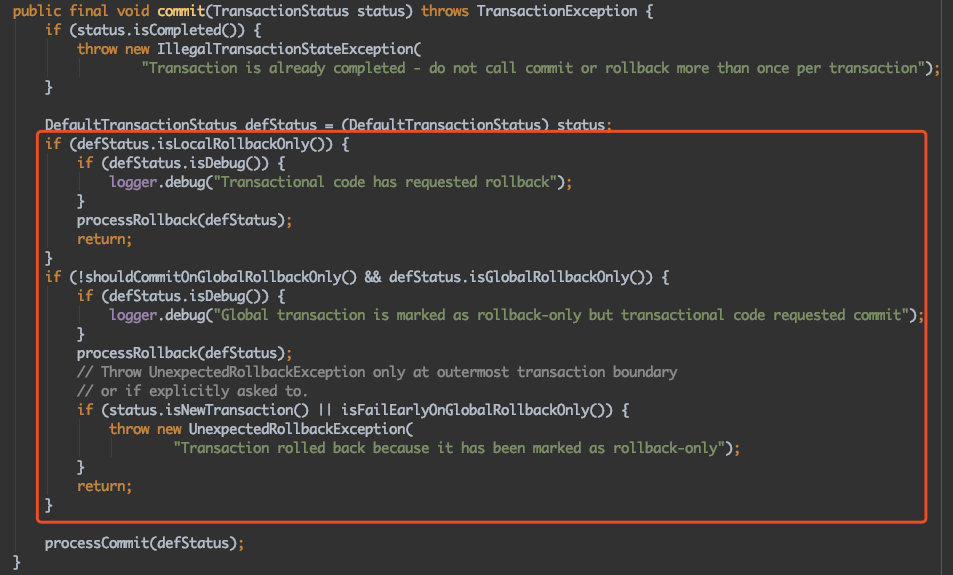 public final void commit(TransactionStatus status) throws TransactionException {
    if (status.isCompleted()) {
        throw new IllegalTransactionStateException(
                "Transaction is already completed - do not call commit or rollback more than once per transaction");
    }

    DefaultTransactionStatus defStatus = (DefaultTransactionStatus) status;
    if (defStatus.isLocalRollbackOnly()) {
        if (defStatus.isDebug()) {
            logger.debug("Transactional code has requested rollback");
        }
        processRollback(defStatus);
        return;
    }
    if (!shouldCommitOnGlobalRollbackOnly() && defStatus.isGlobalRollbackOnly()) {
        if (defStatus.isDebug()) {
            logger.debug("Global transaction is marked as rollback-only but transactional code requested commit");
        }
        processRollback(defStatus);
        // Throw UnexpectedRollbackException only at outermost transaction boundary
        // or if explicitly asked to.
        if (status.isNewTransaction() || isFailEarlyOnGlobalRollbackOnly()) {
            throw new UnexpectedRollbackException(
                    "Transaction rolled back because it has been marked as rollback-only");
        }
        return;
    }

    processCommit(defStatus);
}